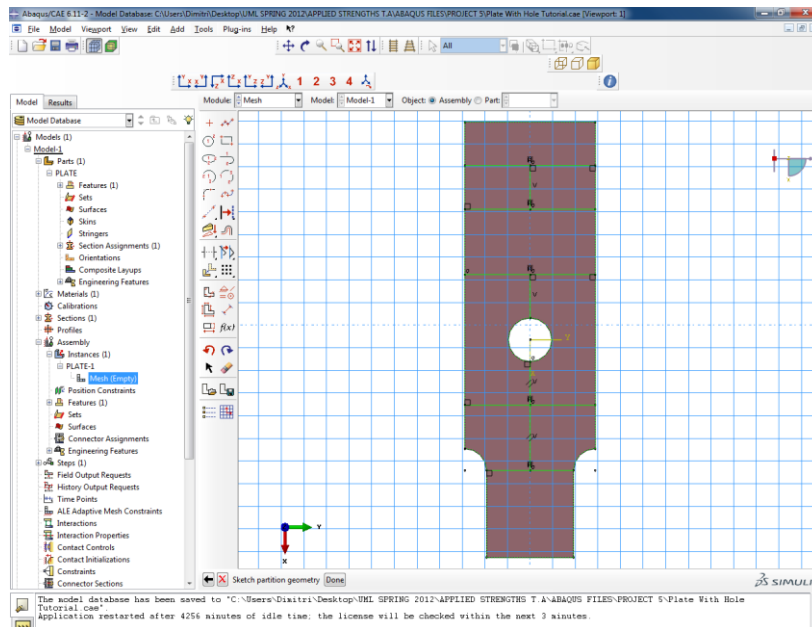 Abaqus/CAE 6.11-2 - Model Database: C:\Users\Dimitri\Desktop\UML SPRING 2012\APPLIED STRENGTHS T.A\ABAQUS FILES\PROJECT 5\Plate With Hole Tutorial.cae [Viewport: 1]
File Model Viewport View Edit Add Tools Plug-ins Help
All
1 2 3 4
Model Results
Module: Mesh Model: Model-1 Object: Assembly Part:
Model Database
Models (1)
Model-1
Parts (1)
PLATE
Features (1)
Sets
Surfaces
Skins
Stringers
Section Assignments (1)
Orientations
Composite Layups
Engineering Features
Materials (1)
Calibrations
Sections (1)
Profiles
Assembly
Instances (1)
PLATE-1
Mesh (Empty)
Position Constraints
Features (1)
Sets
Surfaces
Connector Assignments
Engineering Features
Steps (1)
Field Output Requests
History Output Requests
Time Points
ALE Adaptive Mesh Constraints
Interactions
Interaction Properties
Contact Controls
Contact Initializations
Constraints
Connector Sections
f(x)
V
V
Y
V
V
Y
X
Sketch partition geometry Done
SIMULI
The model database has been saved to "C:\Users\Dimitri\Desktop\UML SPRING 2012\APPLIED STRENGTHS T.A\ABAQUS FILES\PROJECT 5\Plate With Hole
Tutorial.cae".
Application restarted after 4256 minutes of idle time; the license will be checked within the next 3 minutes.